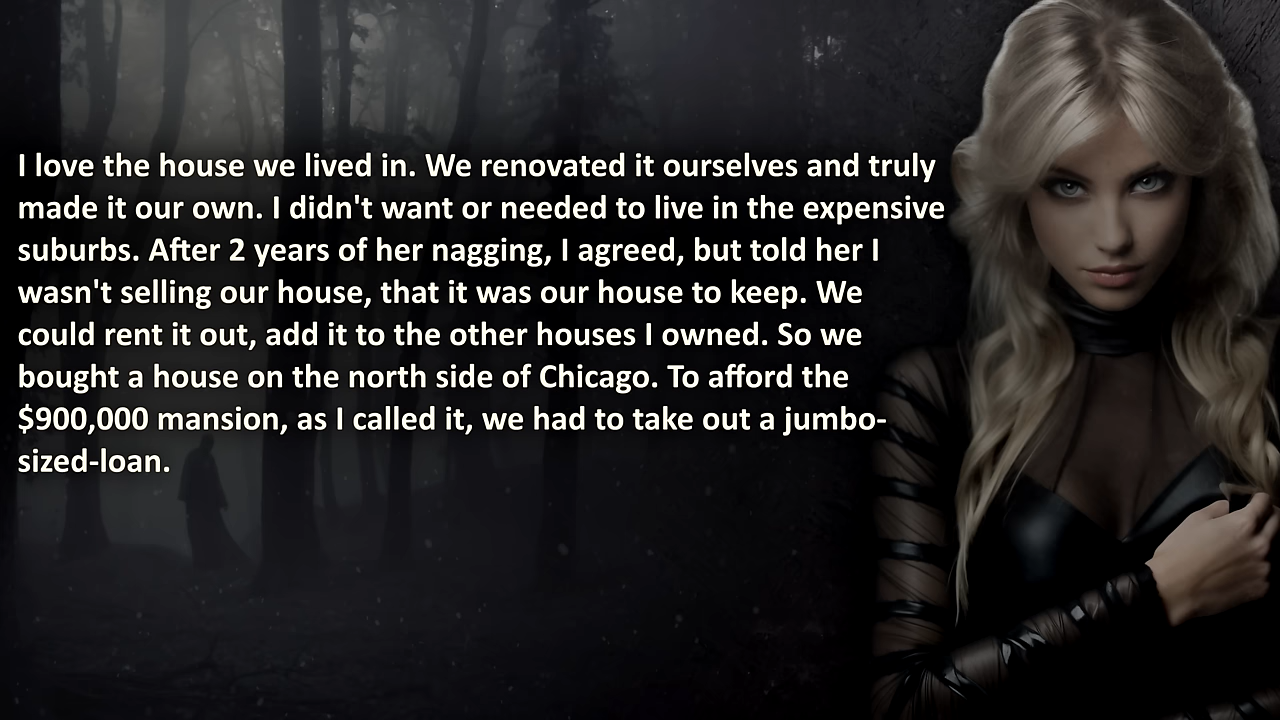 I love the house we lived in. We renovated it ourselves and truly
made it our own. I didn't want or needed to live in the expensive
suburbs. After 2 years of her nagging, I agreed, but told her I
wasn't selling our house, that it was our house to keep. We
could rent it out, add it to the other houses I owned. So we
bought a house on the north side of Chicago. To afford the
$900,000 mansion, as I called it, we had to take out a jumbo-
sized-loan.